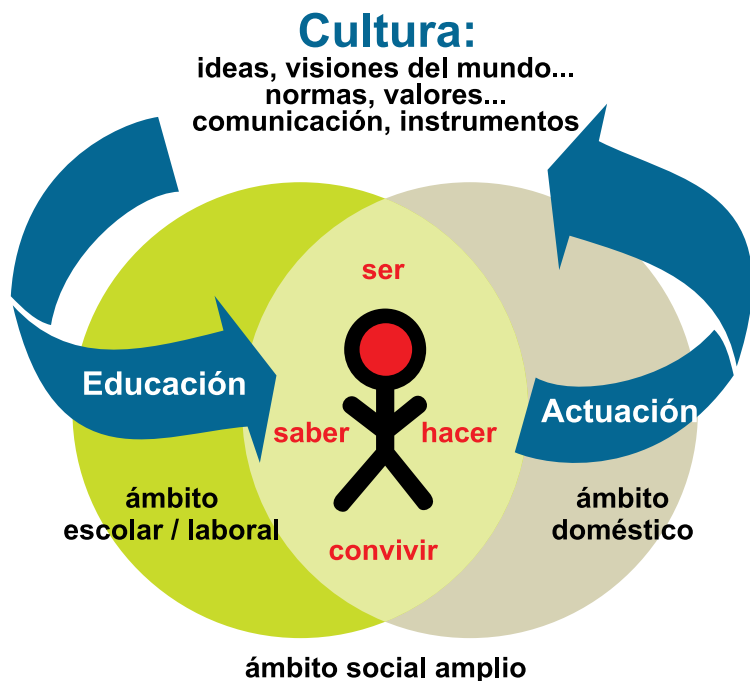 Cultura:
ideas, visiones del mundo...
normas, valores...
comunicación, instrumentos
ser
Educación
Actuación
saber
hacer
ámbito
escolar / laboral
ámbito
doméstico
convivir
ámbito social amplio